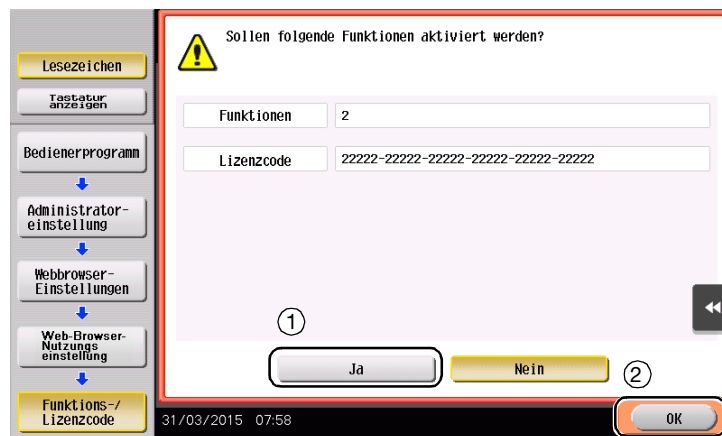 Sollen folgende Funktionen aktiviert werden?
Lesezeichen
Tastatur
anzeigen
Bedienerprogramm
Administrator-
einstellung
Webbrowser-
Einstellungen
Web-Browser-
Nutzungs
einstellung
Funktions-/
Lizenzcode
Funktionen 2
Lizenzcode 22222-22222-22222-22222-22222-22222
1
Ja Nein
2
31/03/2015 07:58 OK